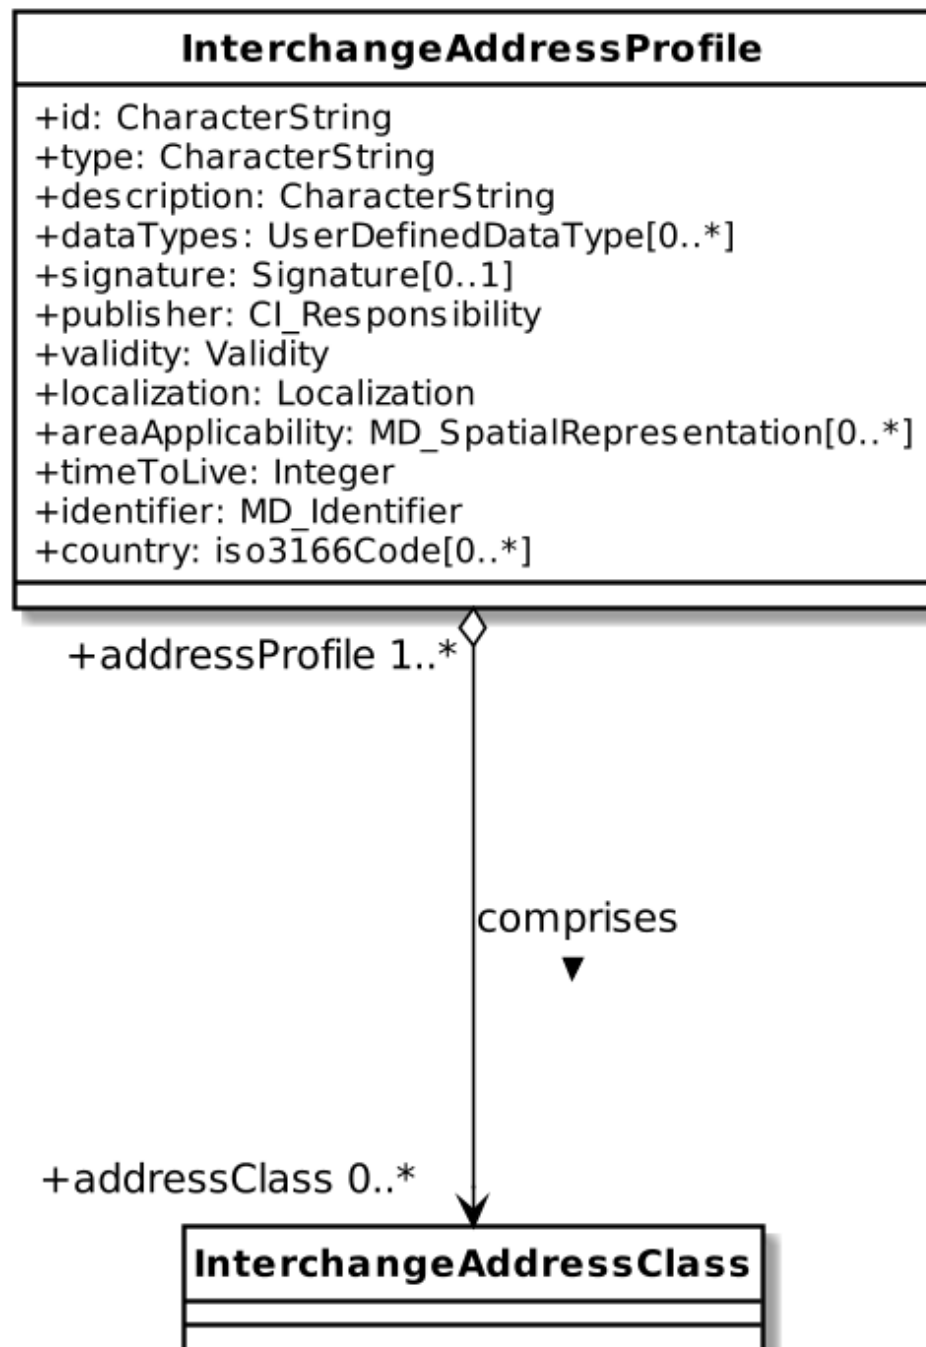 InterchangeAddressProfile
+id: CharacterString
+type: CharacterString
+description: CharacterString
+dataTypes: UserDefinedDataType[0..*]
+signature: Signature[0..1]
+publisher: CI_Responsibility
+validity: Validity
+localization: Localization
+areaApplicability: MD_SpatialRepresentation[0..*]
+timeToLive: Integer
+identifier: MD_Identifier
+country: iso3166Code[0..*]
+addressProfile 1..*
comprises
+addressClass 0..*
InterchangeAddressClass